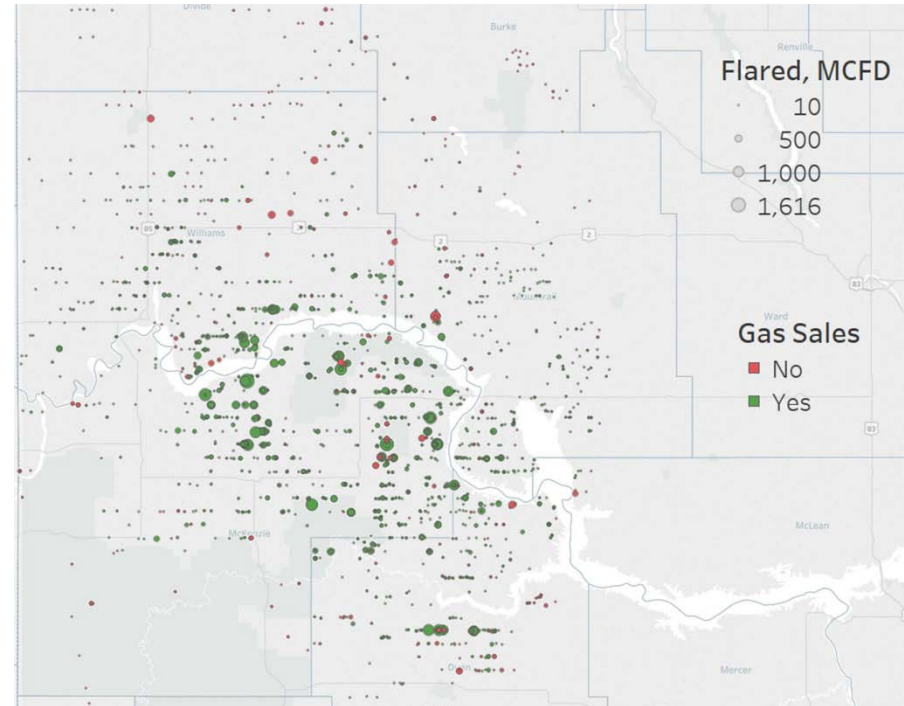 Divide
Burke
Renville
Flared, MCFD
10
500
1,000
1,616
85
2
Williams
2
2
83
Mountrail
Ward
Gas Sales
No
Yes
83
McKenzie
McLean
Dunn
Mercer